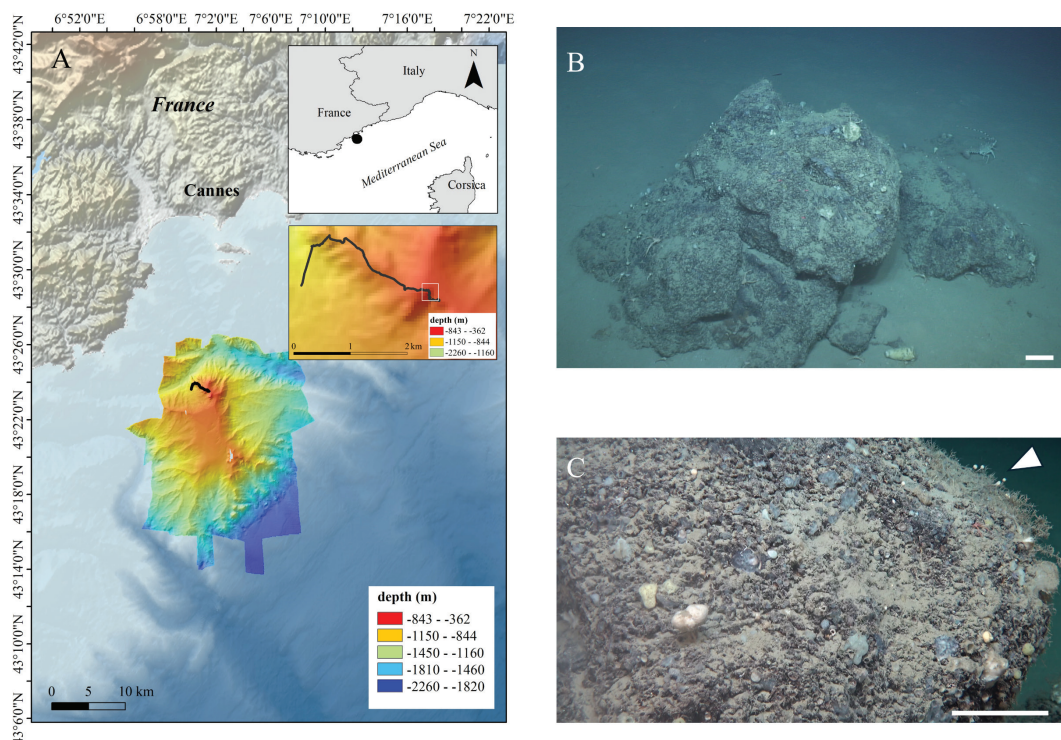 6°52'0"E 6°58'0"E 7°2'0"E 7°6'0"E 7°10'0"E 7°16'0"E 7°22'0"E
43°42'0"N
43°38'0"N
43°34'0"N
43°30'0"N
43°26'0"N
43°22'0"N
43°18'0"N
43°14'0"N
43°10'0"N
43°6'0"N
A
France
Cannes
N
Italy
France
Mediterranean Sea
Corsica
depth (m)
-843 - -362
-1150 - -844
-2260 - -1160
0 1 2 km
depth (m)
-843 - -362
-1150 - -844
-1450 - -1160
-1810 - -1460
-2260 - -1820
0 5 10 km
B
C